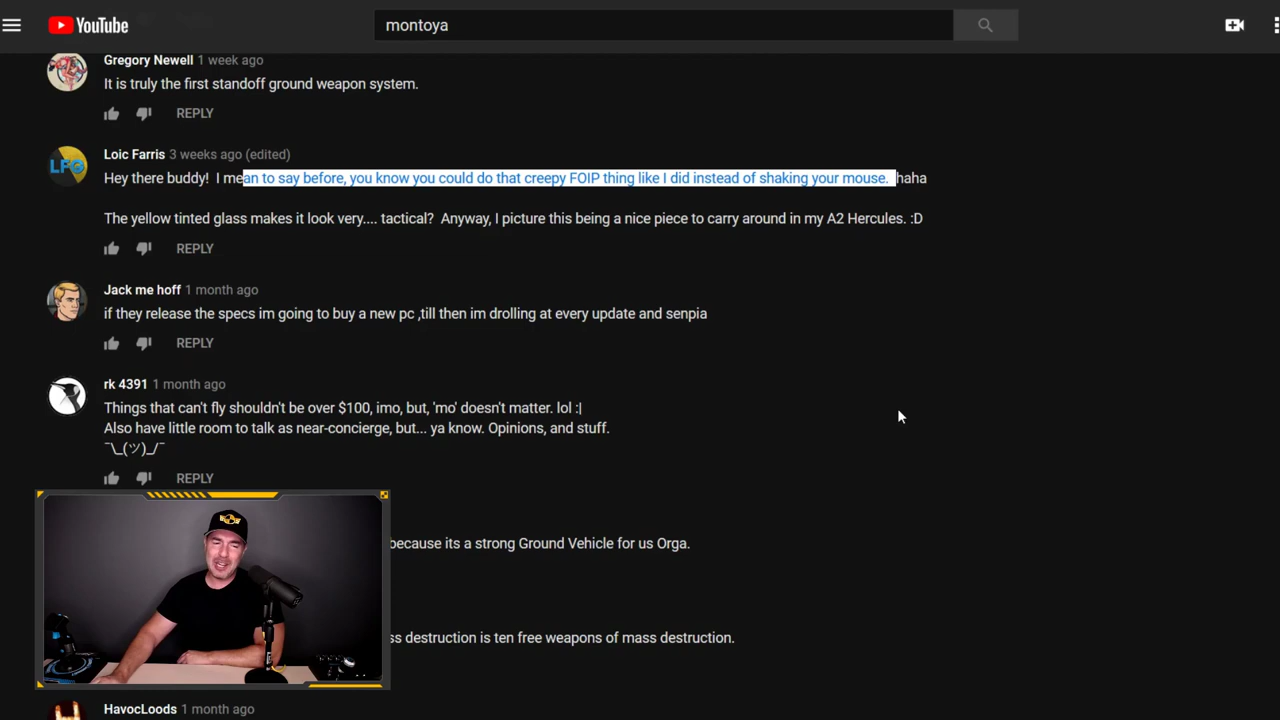 YouTube
montoya
Gregory Newell 1 week ago
It is truly the first standoff ground weapon system.
REPLY
LFG
Loic Farris 3 weeks ago (edited)
Hey there buddy! I mean to say before, you know you could do that creepy FOIP thing like I did instead of shaking your mouse. haha
The yellow tinted glass makes it look very.... tactical? Anyway, I picture this being a nice piece to carry around in my A2 Hercules. :D
REPLY
Jack me hoff 1 month ago
if they release the specs im going to buy a new pc ,till then im drolling at every update and senpia
REPLY
rk 4391 1 month ago
Things that can't fly shouldn't be over $100, imo, but, 'mo' doesn't matter. lol :|
Also have little room to talk as near-concierge, but... ya know. Opinions, and stuff.
¯\_(ツ)_/¯
REPLY
because its a strong Ground Vehicle for us Orga.
ss destruction is ten free weapons of mass destruction.
HavocLoods 1 month ago